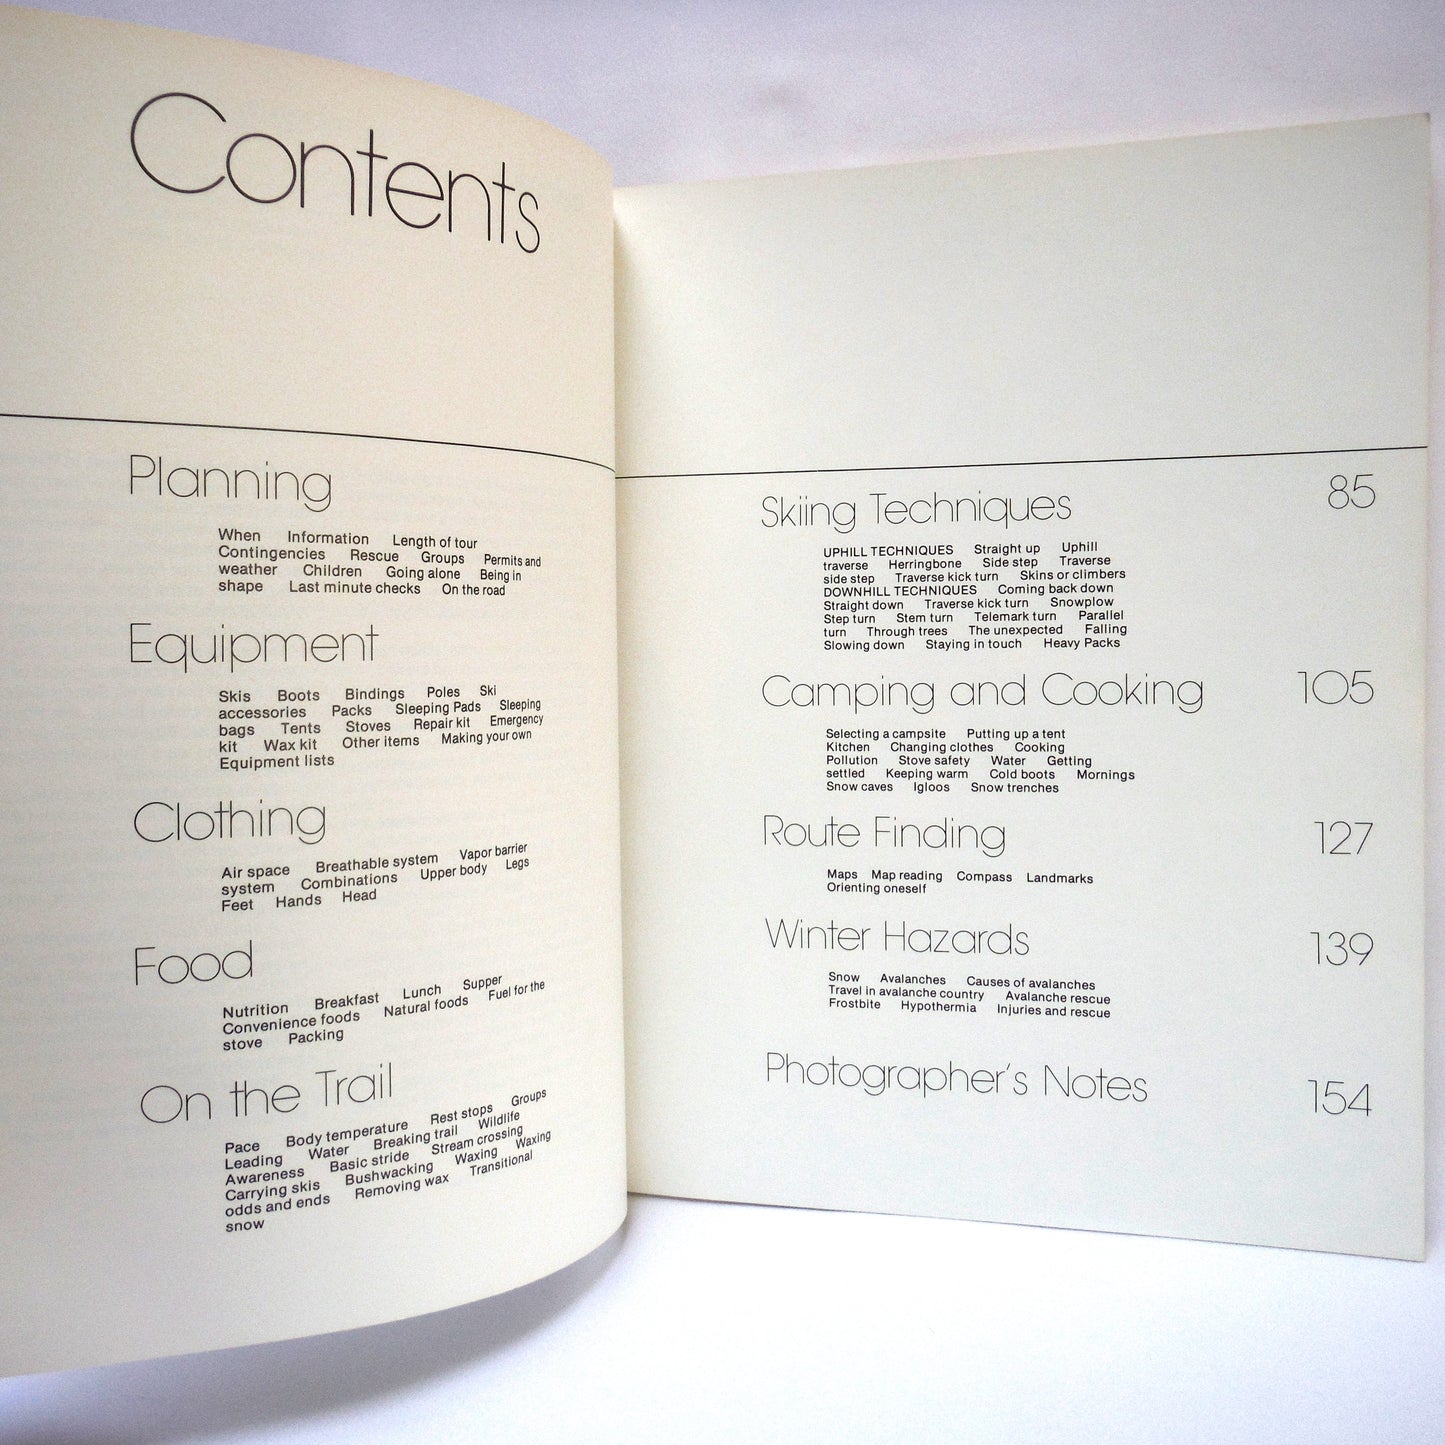 Contents
Planning
When Information Length of tour
Contingencies Rescue Groups Permits and
weather Children Going alone Being in
shape Last minute checks On the road
Equipment
Skis Boots Bindings Poles Ski
accessories Packs Sleeping Pads Sleeping
bags Tents Stoves Repair kit Emergency
kit Wax kit Other items Making your own
Equipment lists
Clothing
Air space Breathable system Vapor barrier
system Combinations Upper body Legs
Feet Hands Head
Food
Nutrition Breakfast Lunch Supper
Convenience foods Natural foods Fuel for the
stove Packing
On the Trail
Pace Body temperature Rest stops Groups
Leading Water Breaking trail Wildlife
Awareness Basic stride Stream crossing
Carrying skis Bushwacking Waxing Waxing
odds and ends Removing wax Transitional
snow
Skiing Techniques 85
UPHILL TECHNIQUES Straight up Uphill
traverse Herringbone Side step Traverse
side step Traverse kick turn Skins or climbers
DOWNHILL TECHNIQUES Coming back down
Straight down Traverse kick turn Snowplow
Step turn Stem turn Telemark turn Parallel
turn Through trees The unexpected Falling
Slowing down Staying in touch Heavy Packs
Camping and Cooking 105
Selecting a campsite Putting up a tent
Kitchen Changing clothes Cooking
Pollution Stove safety Water Getting
settled Keeping warm Cold boots Mornings
Snow caves Igloos Snow trenches
Route Finding 127
Maps Map reading Compass Landmarks
Orienting oneself
Winter Hazards 139
Snow Avalanches Causes of avalanches
Travel in avalanche country Avalanche rescue
Frostbite Hypothermia Injuries and rescue
Photographer's Notes 154